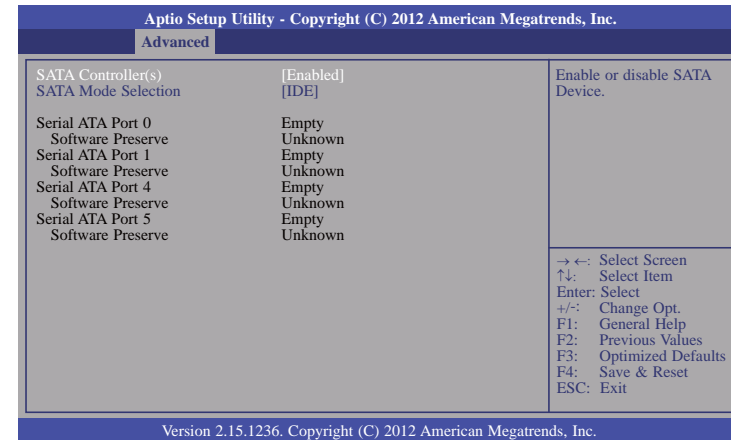 Aptio Setup Utility - Copyright (C) 2012 American Megatrends, Inc.
Advanced
SATA Controller(s) [Enabled]
SATA Mode Selection [IDE]
Serial ATA Port 0 Empty
Software Preserve Unknown
Serial ATA Port 1 Empty
Software Preserve Unknown
Serial ATA Port 4 Empty
Software Preserve Unknown
Serial ATA Port 5 Empty
Software Preserve Unknown
Enable or disable SATA
Device.
→ ←: Select Screen
↑↓: Select Item
Enter: Select
+/-: Change Opt.
F1: General Help
F2: Previous Values
F3: Optimized Defaults
F4: Save & Reset
ESC: Exit
Version 2.15.1236. Copyright (C) 2012 American Megatrends, Inc.